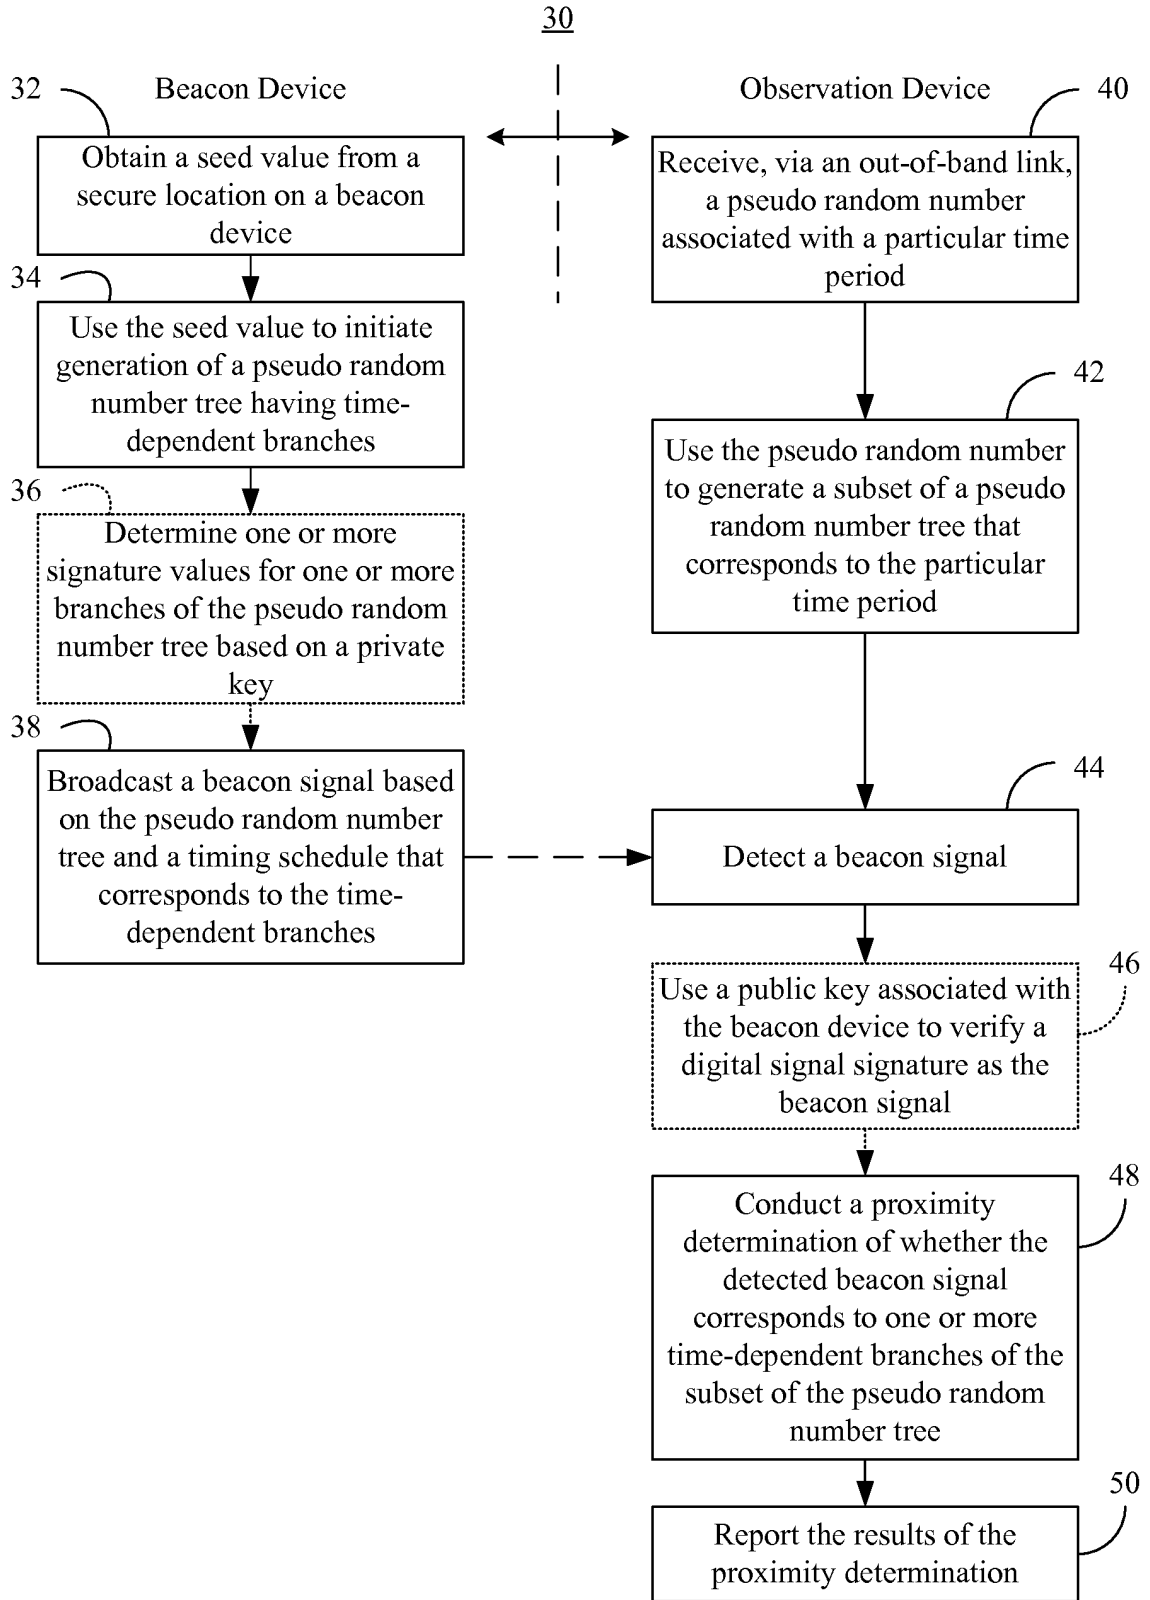 30
Beacon Device
32
Obtain a seed value from a
secure location on a beacon
device
34
Use the seed value to initiate
generation of a pseudo random
number tree having time-
dependent branches
36
Determine one or more
signature values for one or more
branches of the pseudo random
number tree based on a private
key
38
Broadcast a beacon signal based
on the pseudo random number
tree and a timing schedule that
corresponds to the time-
dependent branches
Observation Device
40
Receive, via an out-of-band link,
a pseudo random number
associated with a particular time
period
42
Use the pseudo random number
to generate a subset of a pseudo
random number tree that
corresponds to the particular
time period
44
Detect a beacon signal
46
Use a public key associated with
the beacon device to verify a
digital signal signature as the
beacon signal
48
Conduct a proximity
determination of whether the
detected beacon signal
corresponds to one or more
time-dependent branches of the
subset of the pseudo random
number tree
50
Report the results of the
proximity determination